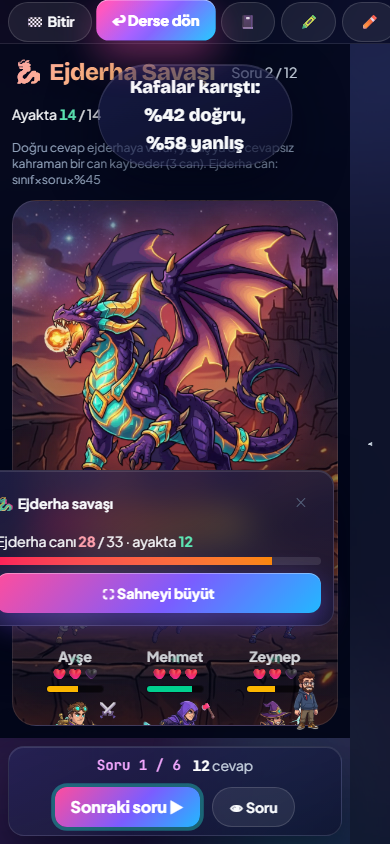 Bitir
Derse dön
Ejderha Savaşı
Soru 2 / 12
Kafalar karıştı:
%42 doğru,
%58 yanlış
Ayakta 14 / 14
Doğru cevap ejderhaya
cevapsız
kahraman bir can kaybeder (3 can). Ejderha can:
sınıf×soru×%45
Ejderha savaşı
Ejderha canı 28 / 33 · ayakta 12
Sahneyi büyüt
Ayşe
Mehmet
Zeynep
Soru 1 / 6
12 cevap
Sonraki soru
Soru